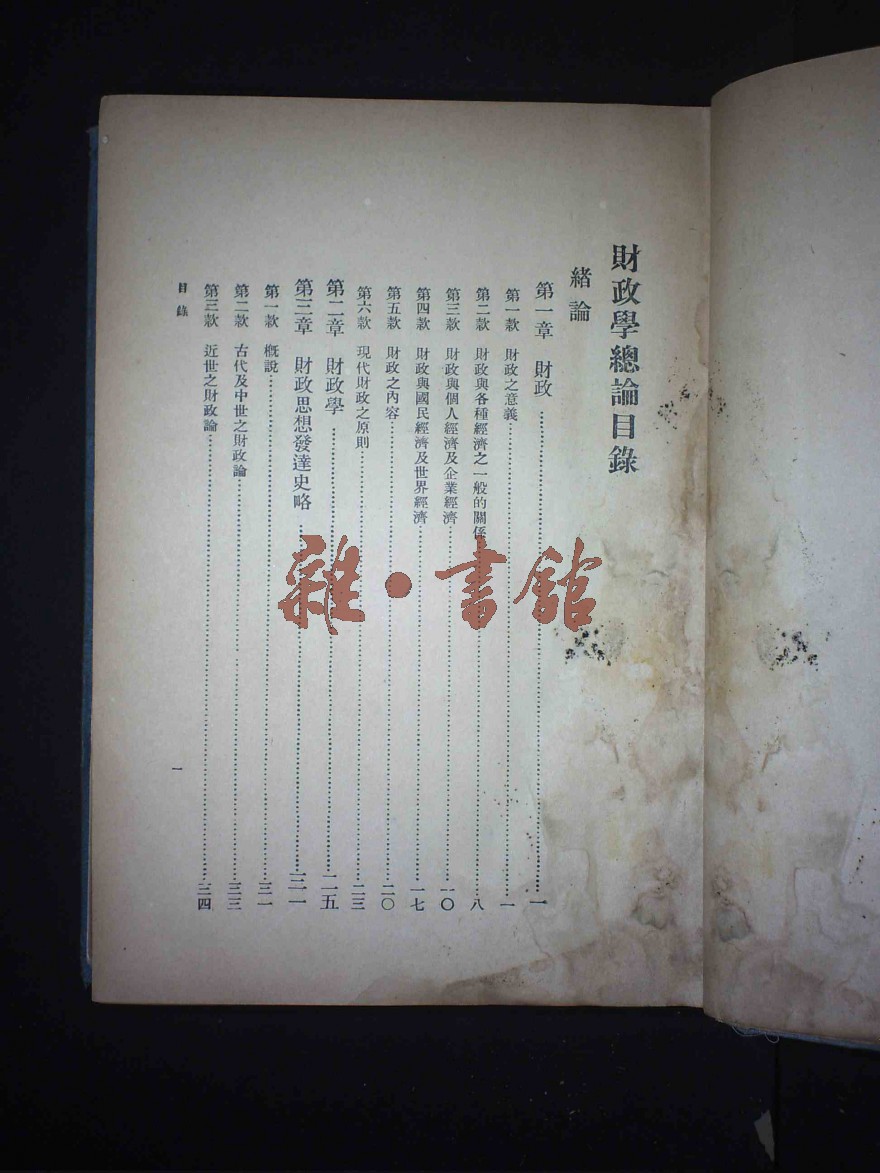 財政學總論目錄
緒論
第一章 財政……一
第一款 財政之意義……一
第二款 財政與各種經濟之一般的關係……八
第三款 財政與個人經濟及企業經濟……一〇
第四款 財政與國民經濟及世界經濟……一七
第五款 財政之內容……二〇
第六款 現代財政之原則……二三
第二章 財政學……二五
第三章 財政思想發達史略……三一
第一款 概說……三一
第二款 古代及中世之財政論……三三
第三款 近世之財政論……三四
目錄
一
雜·書館